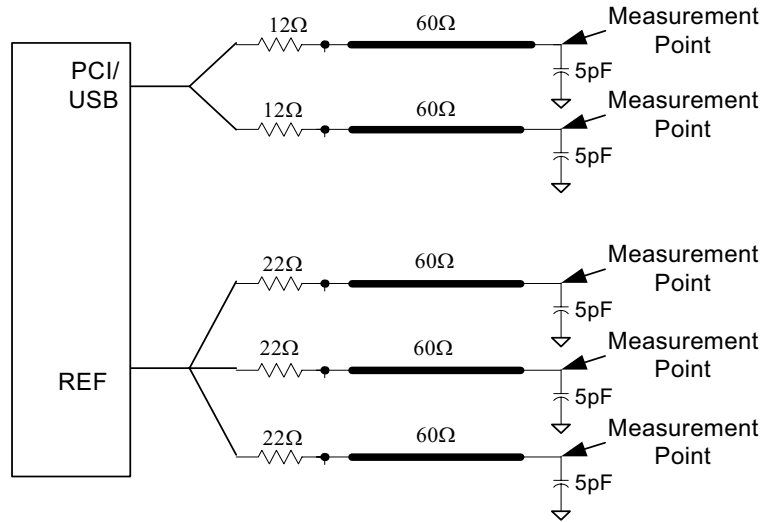 12Ω
60Ω
Measurement
Point
PCI/
USB
5pF
12Ω
60Ω
Measurement
Point
5pF
22Ω
60Ω
Measurement
Point
5pF
REF
22Ω
60Ω
Measurement
Point
5pF
22Ω
60Ω
Measurement
Point
5pF